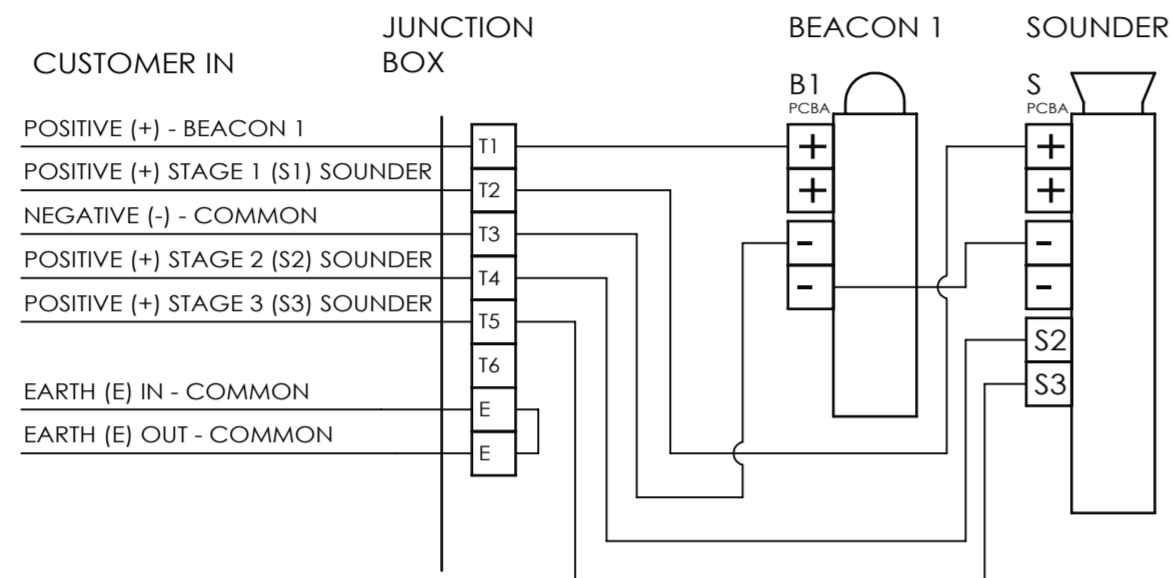 CUSTOMER IN
JUNCTION
BOX
BEACON 1
SOUNDER
POSITIVE (+) - BEACON 1
POSITIVE (+) STAGE 1 (S1) SOUNDER
NEGATIVE (-) - COMMON
POSITIVE (+) STAGE 2 (S2) SOUNDER
POSITIVE (+) STAGE 3 (S3) SOUNDER
EARTH (E) IN - COMMON
EARTH (E) OUT - COMMON
T1
T2
T3
T4
T5
T6
E
E
B1
PCBA
+
+
-
-
S
PCBA
+
+
-
-
S2
S3